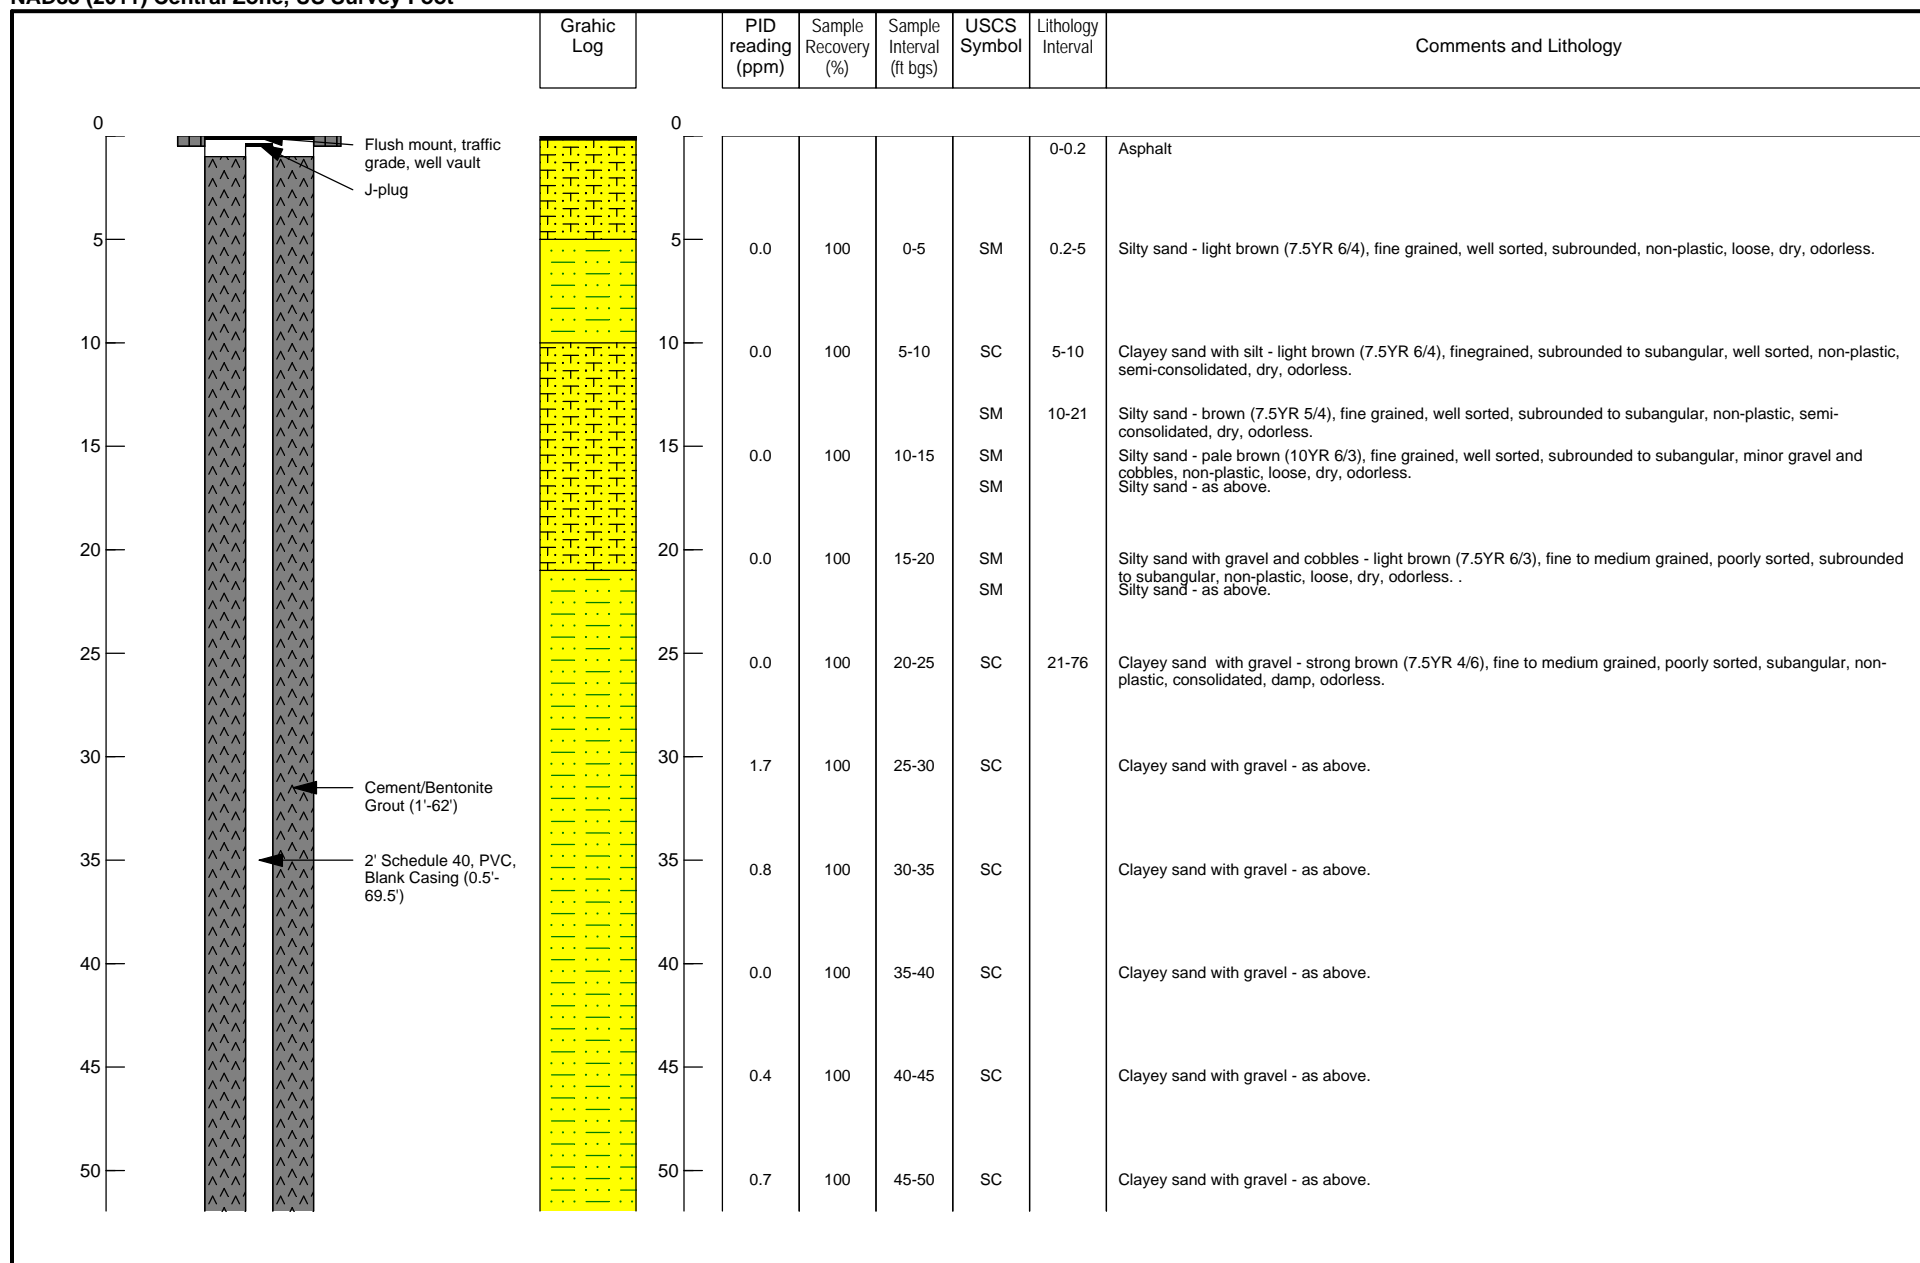 Grahic
Log
PID
reading
(ppm)
Sample
Recovery
(%)
Sample
Interval
(ft bgs)
USCS
Symbol
Lithology
Interval
Comments and Lithology
0
0
Flush mount, traffic
grade, well vault
J-plug
0-0.2 Asphalt
5
5
0.0 100 0-5 SM 0.2-5 Silty sand - light brown (7.5YR 6/4), fine grained, well sorted, subrounded, non-plastic, loose, dry, odorless.
10
10
0.0 100 5-10 SC 5-10 Clayey sand with silt - light brown (7.5YR 6/4), finegrained, subrounded to subangular, well sorted, non-plastic,
semi-consolidated, dry, odorless.
SM 10-21 Silty sand - brown (7.5YR 5/4), fine grained, well sorted, subrounded to subangular, non-plastic, semi-
consolidated, dry, odorless.
15
15
0.0 100 10-15 SM Silty sand - pale brown (10YR 6/3), fine grained, well sorted, subrounded to subangular, minor gravel and
cobbles, non-plastic, loose, dry, odorless.
SM Silty sand - as above.
20
20
0.0 100 15-20 SM Silty sand with gravel and cobbles - light brown (7.5YR 6/3), fine to medium grained, poorly sorted, subrounded
to subangular, non-plastic, loose, dry, odorless. .
SM Silty sand - as above.
25
25
0.0 100 20-25 SC 21-76 Clayey sand  with gravel - strong brown (7.5YR 4/6), fine to medium grained, poorly sorted, subangular, non-
plastic, consolidated, damp, odorless.
30
30
1.7 100 25-30 SC Clayey sand with gravel - as above.
Cement/Bentonite
Grout (1'-62')
35
35
2' Schedule 40, PVC,
Blank Casing (0.5'-
69.5')
0.8 100 30-35 SC Clayey sand with gravel - as above.
40
40
0.0 100 35-40 SC Clayey sand with gravel - as above.
45
45
0.4 100 40-45 SC Clayey sand with gravel - as above.
50
50
0.7 100 45-50 SC Clayey sand with gravel - as above.